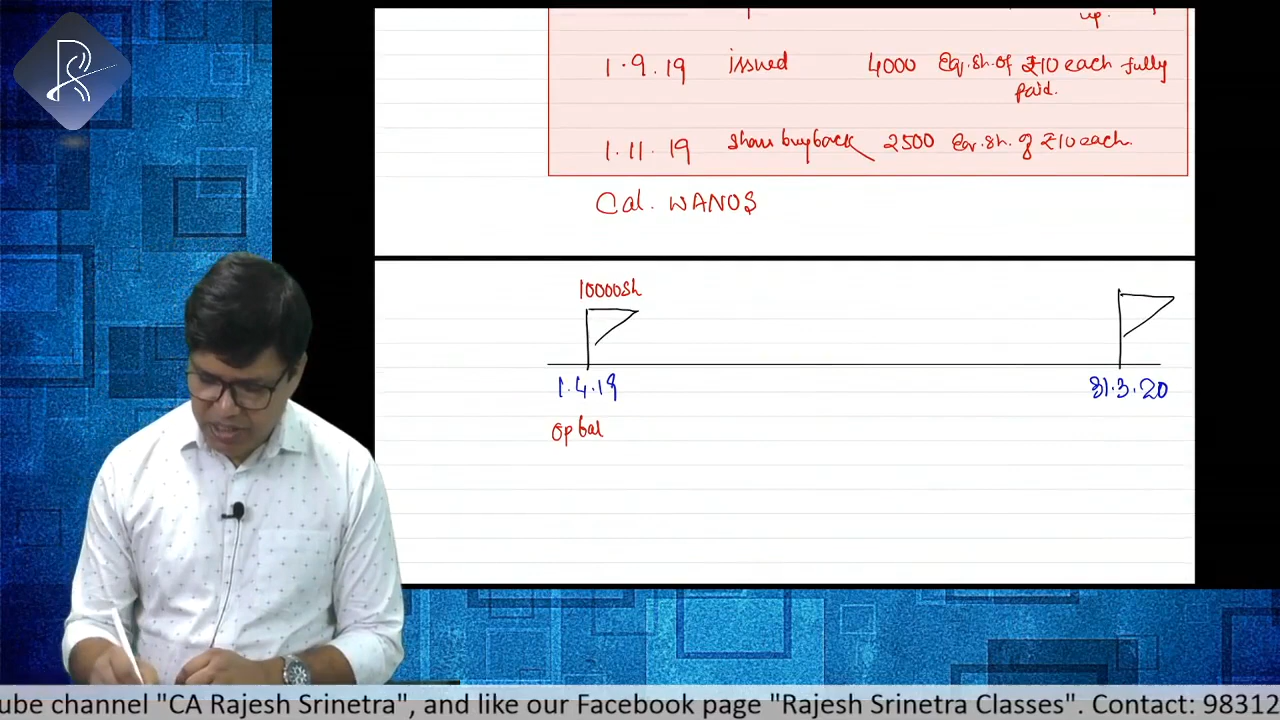 up.
1.9.19 issued 4000 Eq.sh.of ₹10 each fully
paid.
1.11.19 Share buyback 2500 Eq.sh. of ₹10 each.
Cal. WANOS
10000Sh
1.4.19 31.3.20
Op bal
ube channel "CA Rajesh Srinetra", and like our Facebook page "Rajesh Srinetra Classes". Contact: 98312